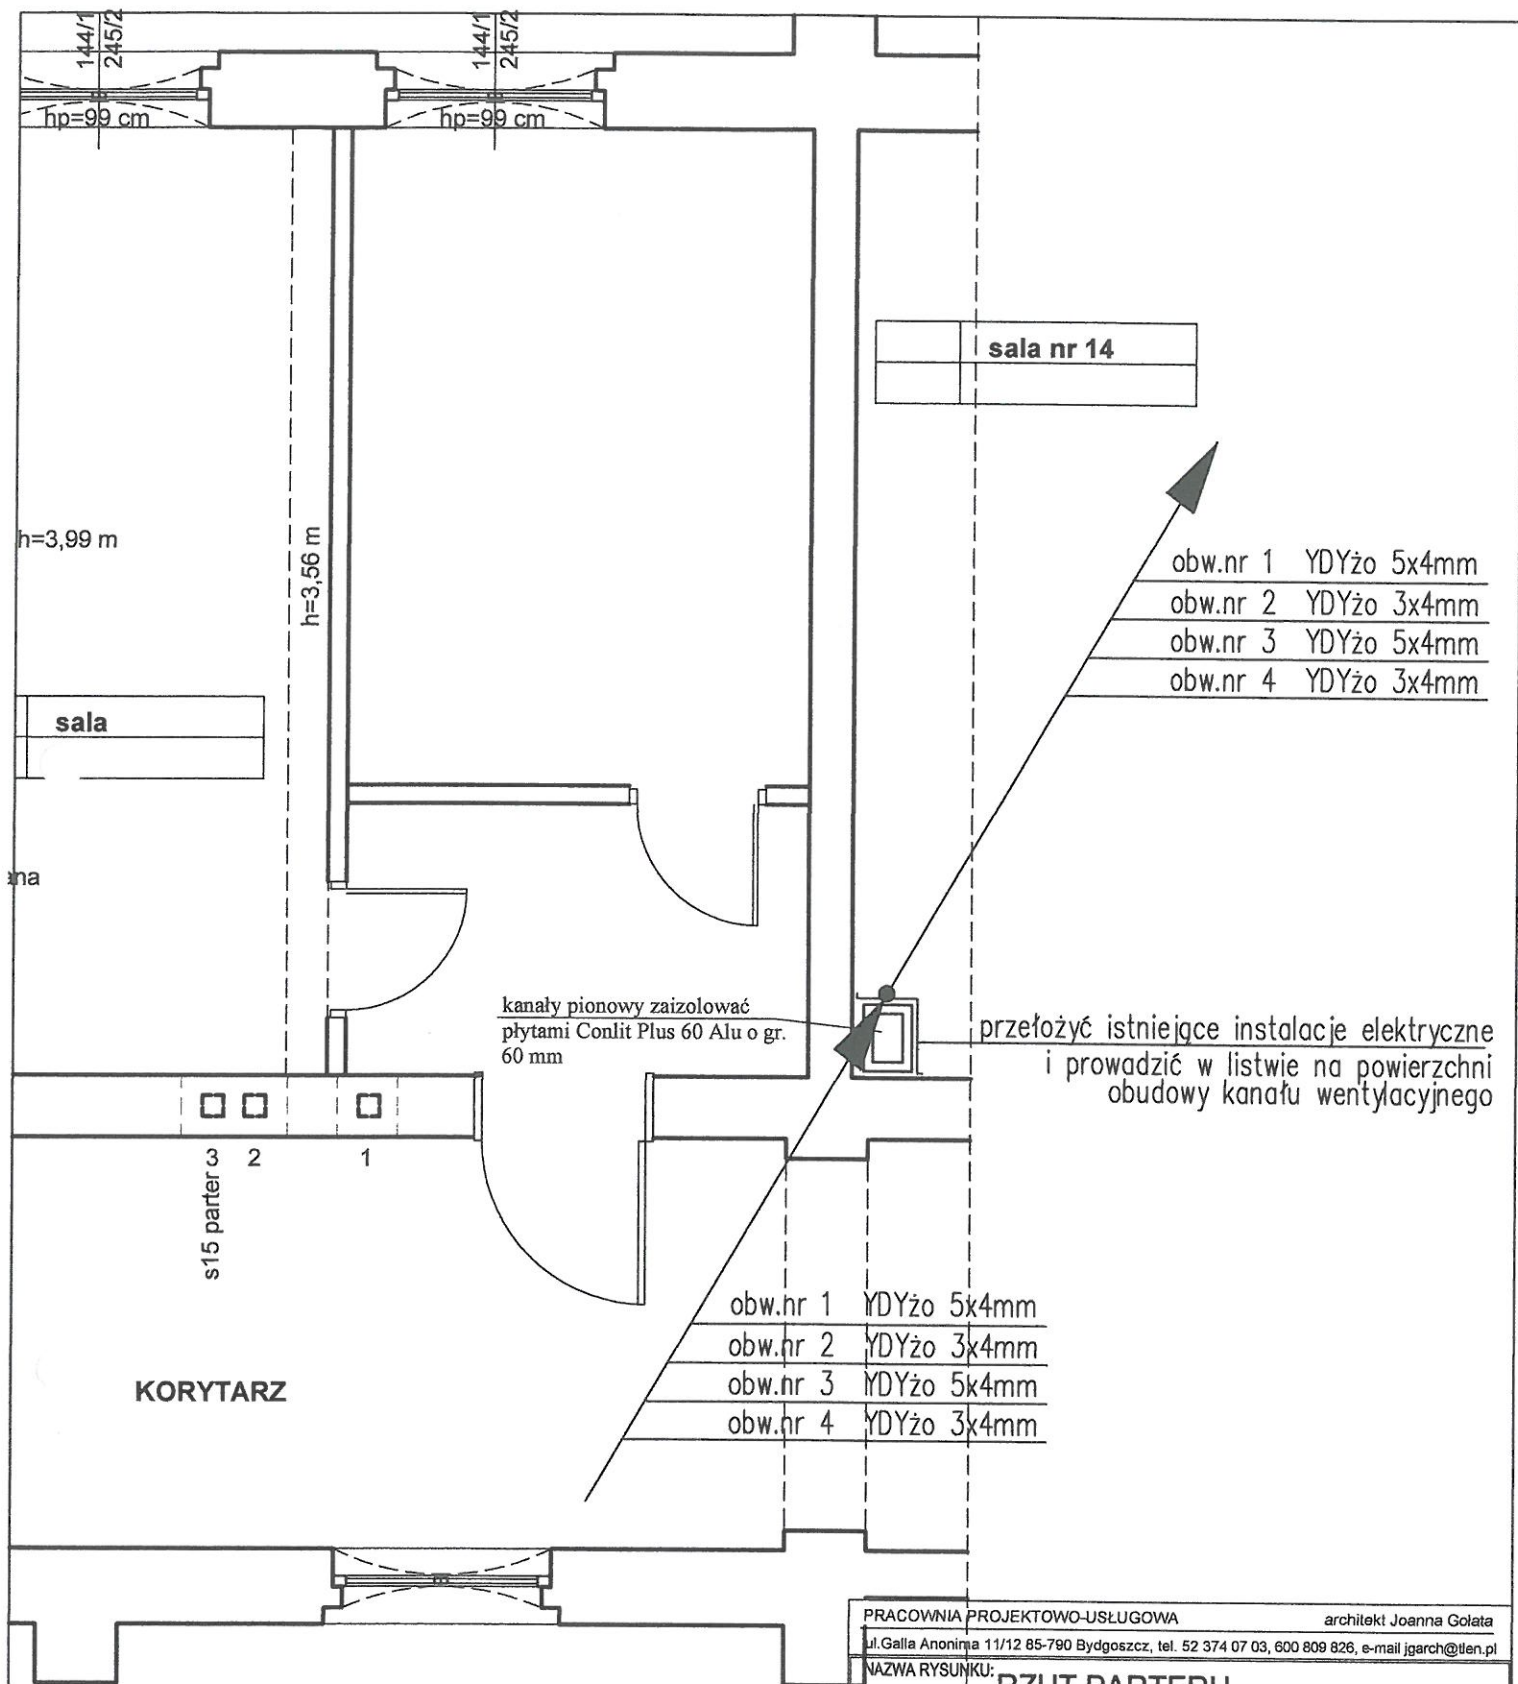 144/1
245/2
144/1
245/2
hp=99 cm
hp=99 cm
sala nr 14
h=3,99 m
h=3,56 m
obw.nr 1 YDYżo 5x4mm
obw.nr 2 YDYżo 3x4mm
obw.nr 3 YDYżo 5x4mm
obw.nr 4 YDYżo 3x4mm
sala
kanały pionowy zaizolować
płytami Conlit Plus 60 Alu o gr.
60 mm
przełożyć istniejące instalacje elektryczne
i prowadzić w listwie na powierzchni
obudowy kanału wentylacyjnego
3 2 1
s15 parter
obw.nr 1 YDYżo 5x4mm
obw.nr 2 YDYżo 3x4mm
obw.nr 3 YDYżo 5x4mm
obw.nr 4 YDYżo 3x4mm
KORYTARZ
PRACOWNIA PROJEKTOWO-USŁUGOWA architekt Joanna Gołata
ul.Galla Anonima 11/12 85-790 Bydgoszcz, tel. 52 374 07 03, 600 809 826, e-mail jgarch@tlen.pl
NAZWA RYSUNKU: RZUT PARTERU